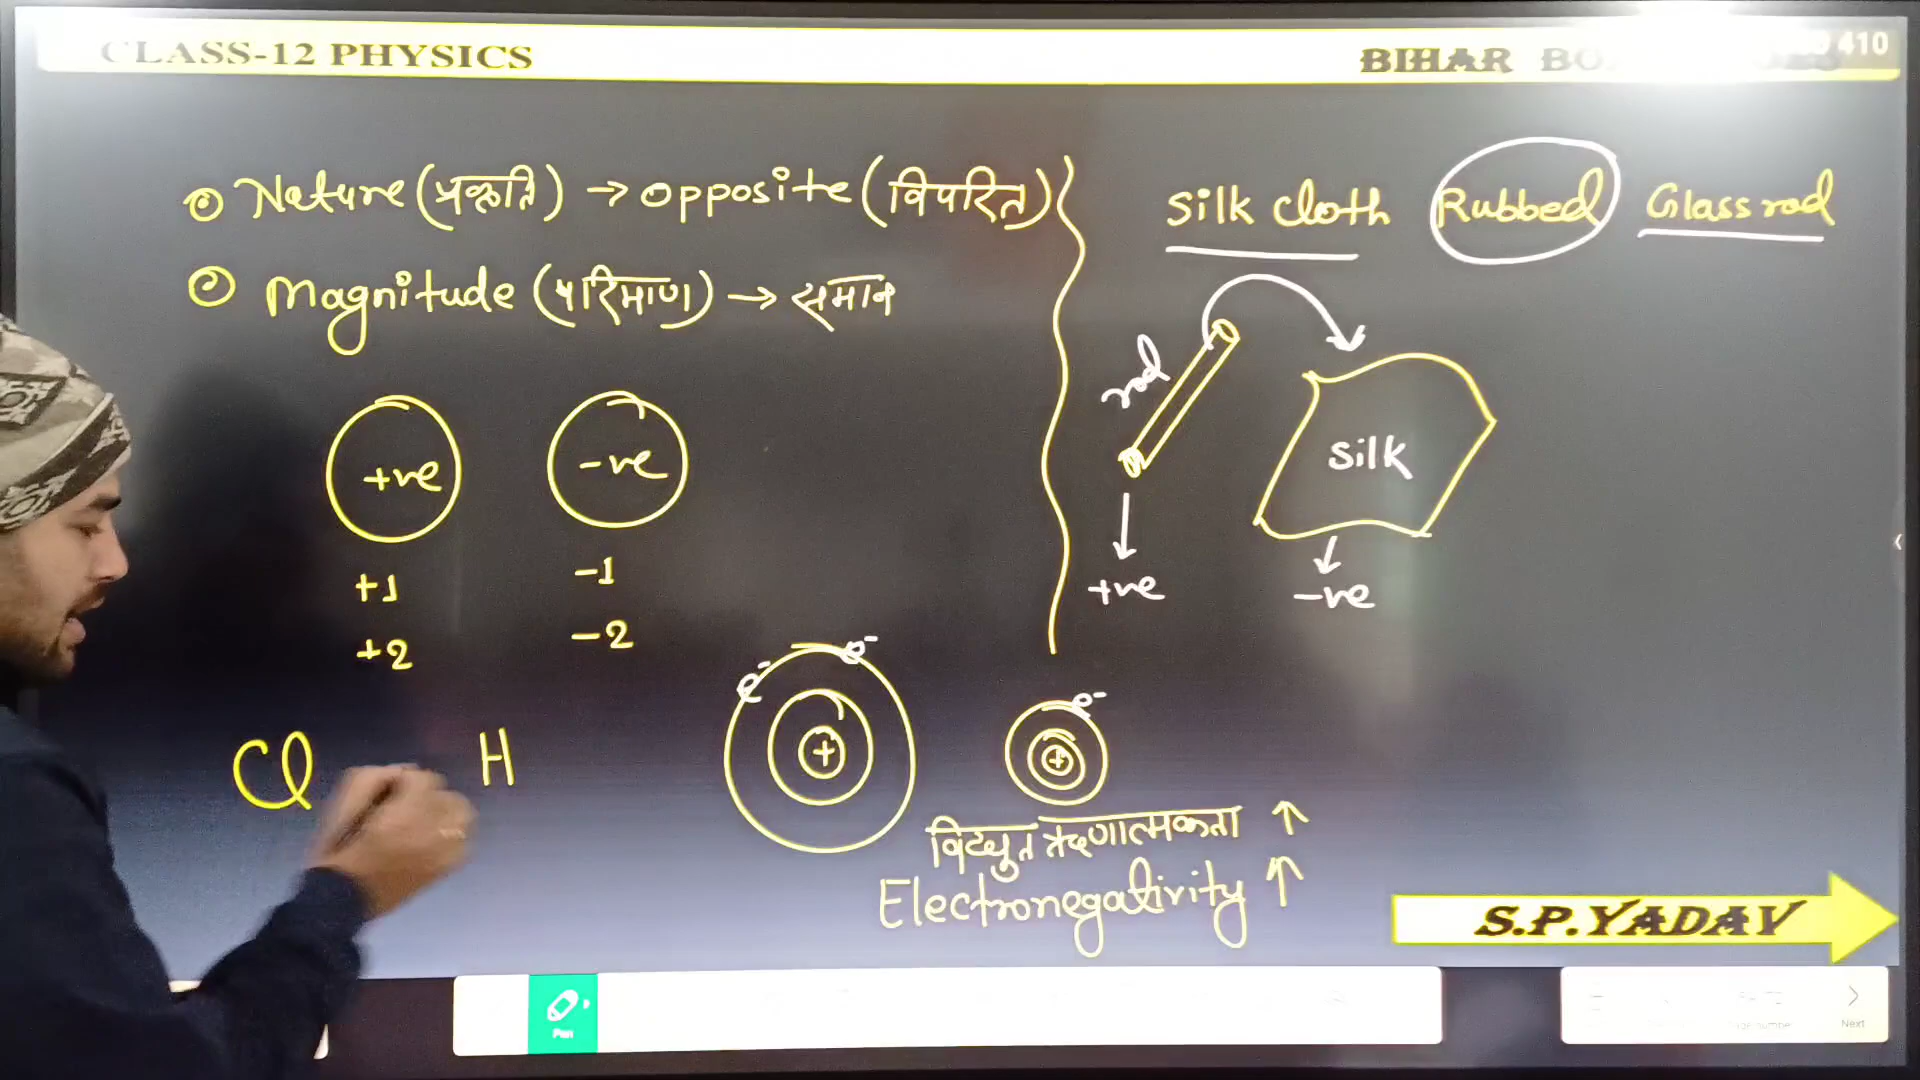 CLASS-12 PHYSICS
BIHAR
410
⊙ Nature (प्रकृति) → opposite (विपरित)
⊙ Magnitude (परिमाण) → समान
+ve -ve
+1 -1
+2 -2
Cl H
Silk cloth Rubbed Glass rod
rod
Silk
+ve -ve
e⁻ e⁻
+
e⁻
+
विद्युत ऋणात्मकता ↑
Electronegativity ↑
S.P.YADAV
Pen
Next